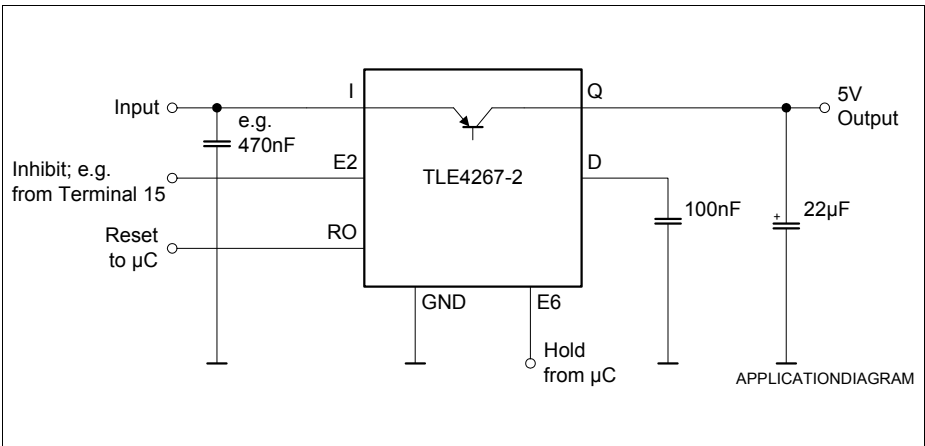 I
Q
Input
e.g.
470nF
5V
Output
Inhibit; e.g.
from Terminal 15
E2
TLE4267-2
D
Reset
to µC
RO
100nF
+
22µF
GND
E6
Hold
from µC
APPLICATIONDIAGRAM